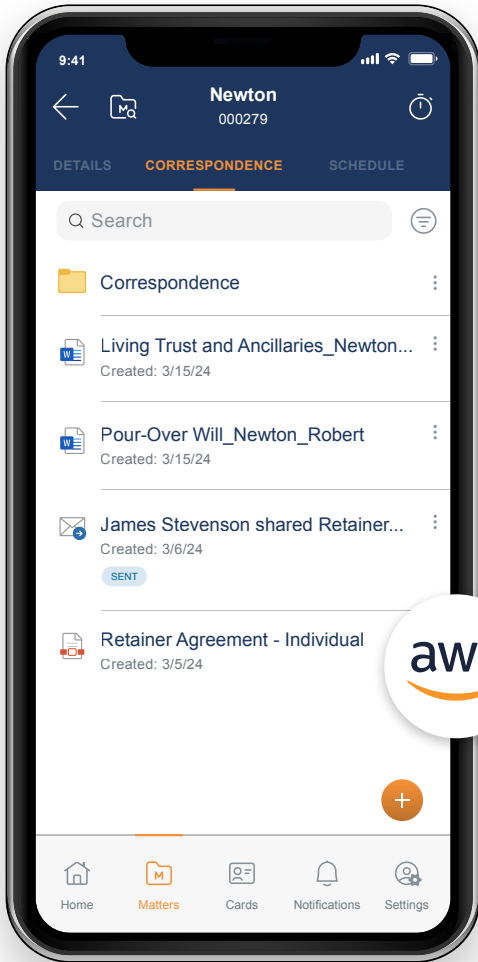 9:41
Newton
000279
DETAILS CORRESPONDENCE SCHEDULE
Search
Correspondence
Living Trust and Ancillaries_Newton...
Created: 3/15/24
Pour-Over Will_Newton_Robert
Created: 3/15/24
James Stevenson shared Retainer...
Created: 3/6/24
SENT
Retainer Agreement - Individual
Created: 3/5/24
aw
Home Matters Cards Notifications Settings